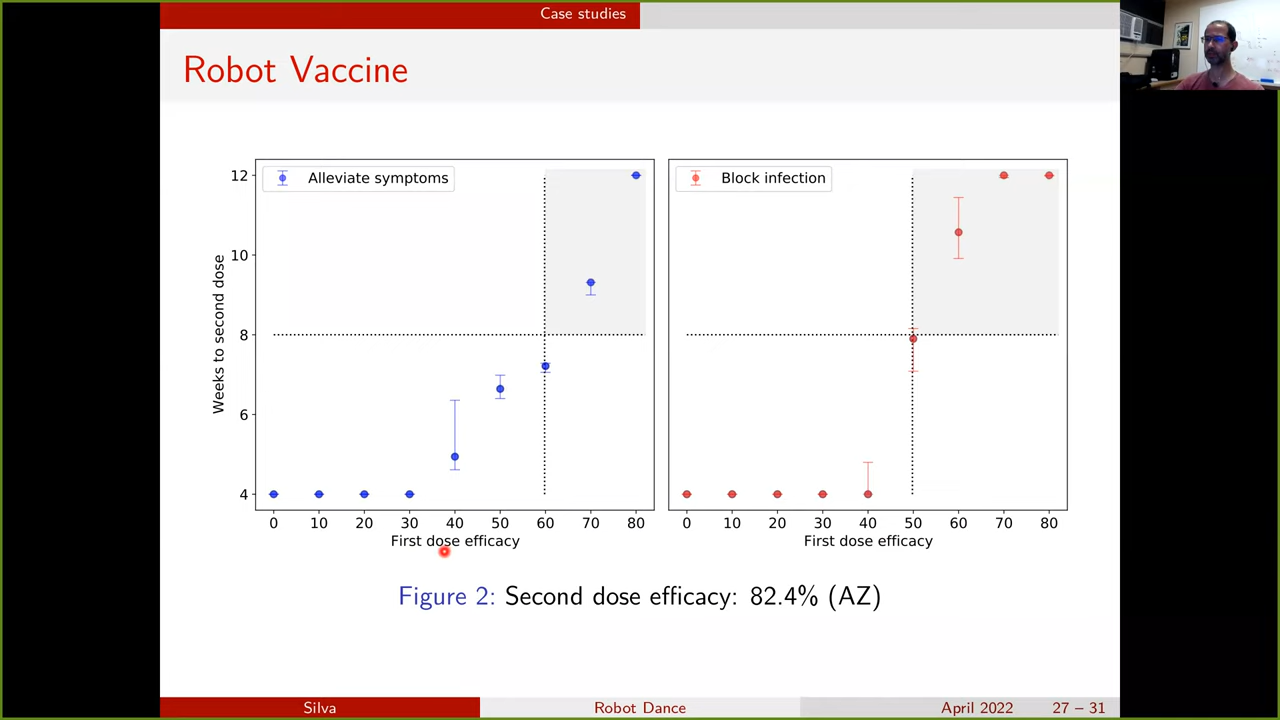 Case studies
Robot Vaccine
Alleviate symptoms
Block infection
Weeks to second dose
12
10
8
6
4
0 10 20 30 40 50 60 70 80
First dose efficacy
0 10 20 30 40 50 60 70 80
First dose efficacy
Figure 2: Second dose efficacy: 82.4% (AZ)
Silva
Robot Dance
April 2022
27 – 31